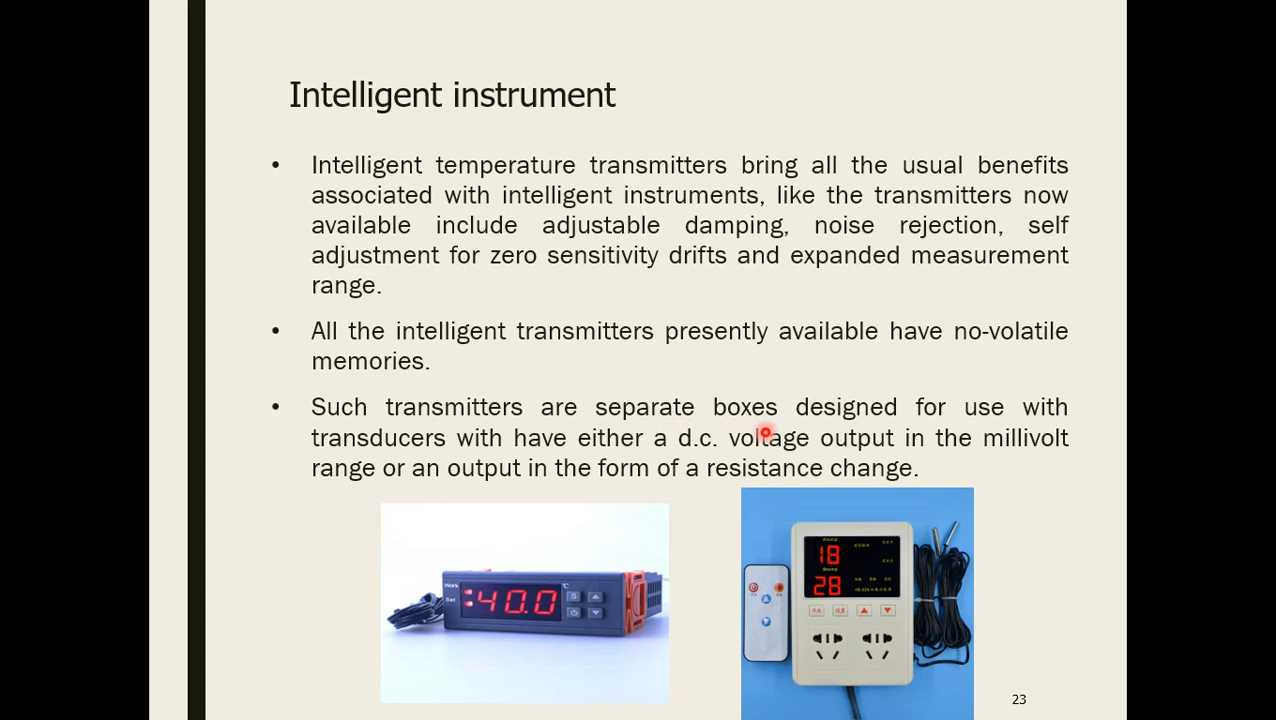 Intelligent instrument
• Intelligent temperature transmitters bring all the usual benefits
associated with intelligent instruments, like the transmitters now
available include adjustable damping, noise rejection, self
adjustment for zero sensitivity drifts and expanded measurement
range.
• All the intelligent transmitters presently available have no-volatile
memories.
• Such transmitters are separate boxes designed for use with
transducers with have either a d.c. voltage output in the millivolt
range or an output in the form of a resistance change.
Work
Set
-40.0
℃
S
18
28
23